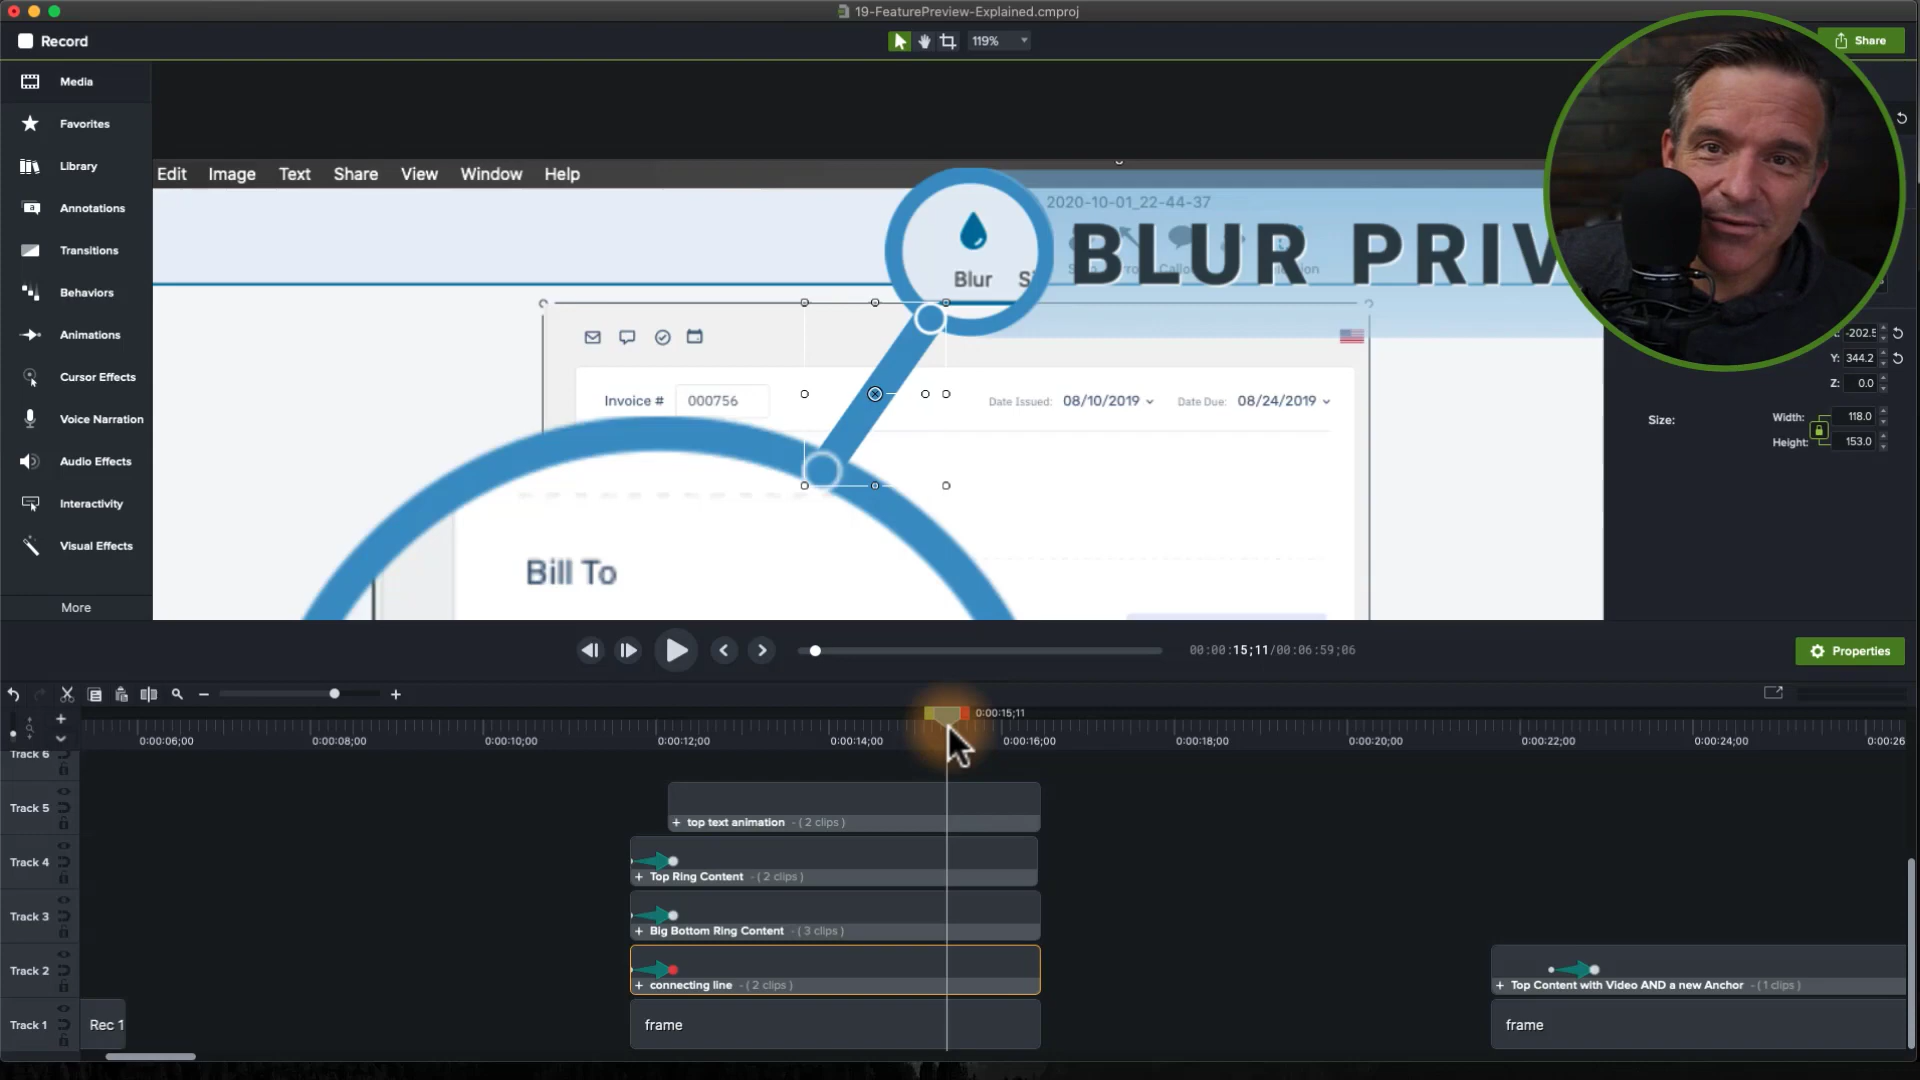 19-FeaturePreview-Explained.cmproj
Record
119%
Share
Media
Favorites
Library
Annotations
Transitions
Behaviors
Animations
Cursor Effects
Voice Narration
Audio Effects
Interactivity
Visual Effects
More
Edit Image Text Share View Window Help
2020-10-01_22-44-37
Blur
BLUR PRIV
Invoice # 000756
Date Issued: 08/10/2019
Date Due: 08/24/2019
Bill To
-202.5
Y: 344.2
Z: 0.0
Size:
Width: 118.0
Height: 153.0
00:00:15;11/00:06:59;06
Properties
0:00:15;11
0:00:06;00 0:00:08;00 0:00:10;00 0:00:12;00 0:00:14;00 0:00:16;00 0:00:18;00 0:00:20;00 0:00:22;00 0:00:24;00 0:00:26
Track 6
Track 5
+ top text animation - ( 2 clips )
Track 4
+ Top Ring Content - ( 2 clips )
Track 3
+ Big Bottom Ring Content - ( 3 clips )
Track 2
+ connecting line - ( 2 clips )
+ Top Content with Video AND a new Anchor - ( 1 clips )
Track 1
Rec 1
frame
frame